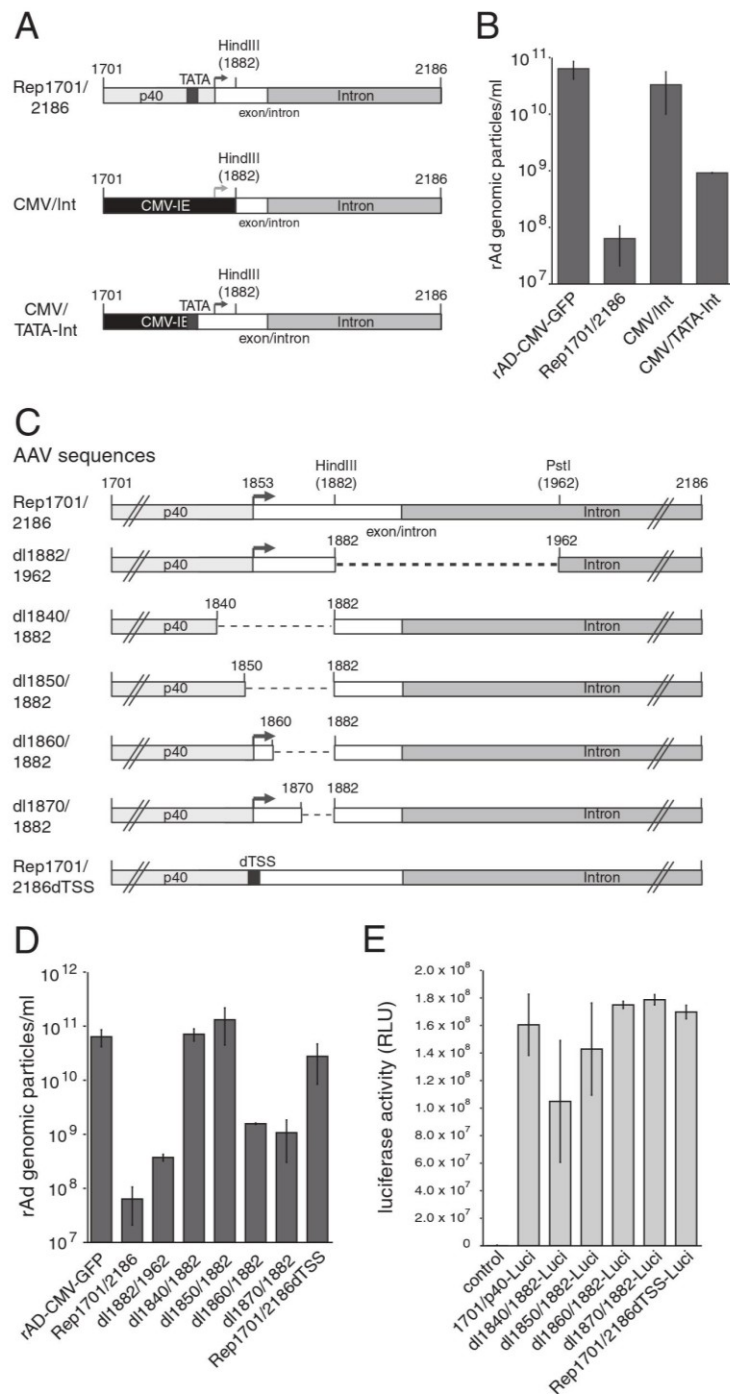 A
HindIII
1701
TATA
(1882)
2186
Rep1701/
2186
p40
Intron
exon/intron
HindIII
1701
(1882)
2186
CMV/Int
CMV-IE
Intron
exon/intron
HindIII
1701
TATA
(1882)
2186
CMV/
TATA-Int
CMV-IE
Intron
exon/intron
B
rAd genomic particles/ml
10^11
10^10
10^9
10^8
10^7
rAD-CMV-GFP
Rep1701/2186
CMV/Int
CMV/TATA-Int
C
AAV sequences
HindIII
PstI
1701
1853
(1882)
(1962)
2186
Rep1701/
2186
p40
Intron
exon/intron
1882
1962
dl1882/
1962
p40
Intron
1840
1882
dl1840/
1882
p40
Intron
1850
1882
dl1850/
1882
p40
Intron
1860
1882
dl1860/
1882
p40
Intron
1870
1882
dl1870/
1882
p40
Intron
dTSS
Rep1701/
2186dTSS
p40
Intron
D
rAd genomic particles/ml
10^12
10^11
10^10
10^9
10^8
10^7
rAD-CMV-GFP
Rep1701/2186
dl1882/1962
dl1840/1882
dl1850/1882
dl1860/1882
dl1870/1882
Rep1701/2186dTSS
E
luciferase activity (RLU)
2.0 x 10^8
1.8 x 10^8
1.6 x 10^8
1.4 x 10^8
1.2 x 10^8
1.0 x 10^8
8.0 x 10^7
6.0 x 10^7
4.0 x 10^7
2.0 x 10^7
0
control
1701/p40-Luci
dl1840/1882-Luci
dl1850/1882-Luci
dl1860/1882-Luci
dl1870/1882-Luci
Rep1701/2186dTSS-Luci